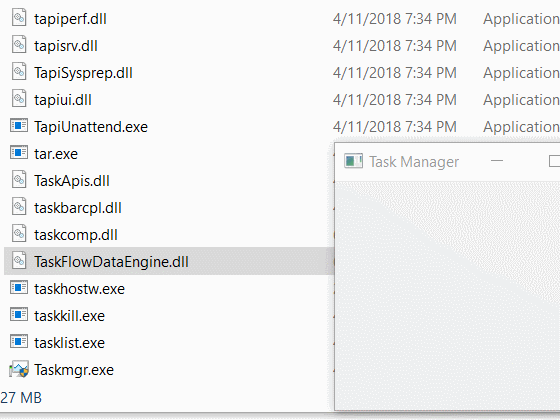 tapiperf.dll 4/11/2018 7:34 PM Application
tapisrv.dll 4/11/2018 7:34 PM Application
TapiSysprep.dll 4/11/2018 7:34 PM Application
tapiui.dll 4/11/2018 7:34 PM Application
TapiUnattend.exe 4/11/2018 7:34 PM Application
tar.exe
Task Manager
TaskApis.dll
taskbarcpl.dll
taskcomp.dll
TaskFlowDataEngine.dll
taskhostw.exe
taskkill.exe
tasklist.exe
Taskmgr.exe
27 MB